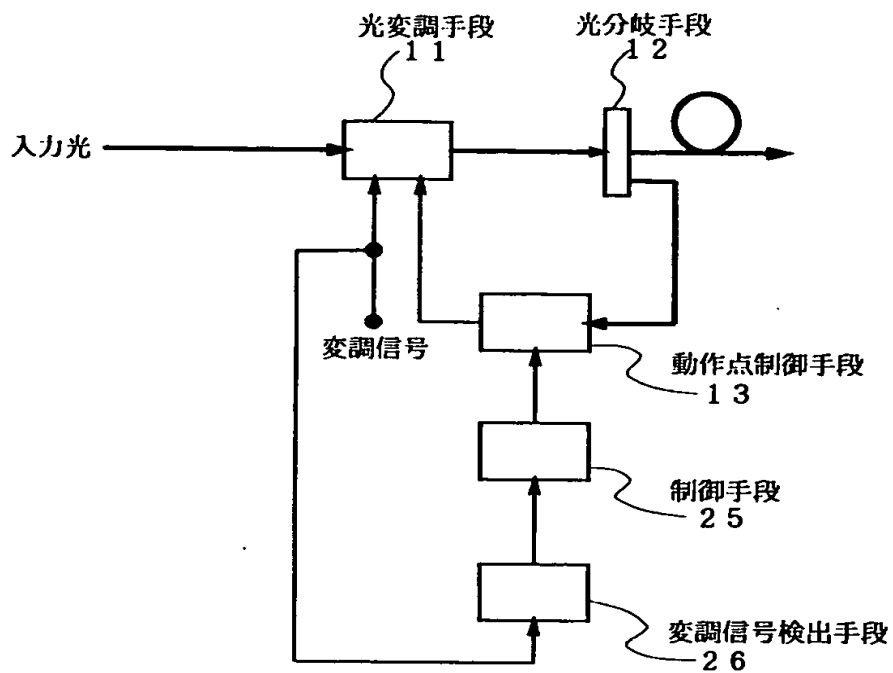 光変調手段
11
光分岐手段
12
入力光
変調信号
動作点制御手段
13
制御手段
25
変調信号検出手段
26